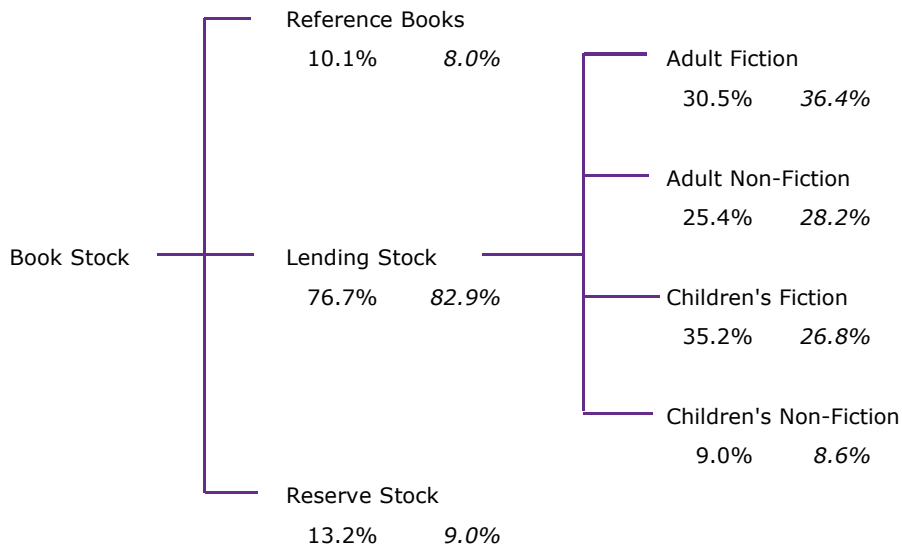 Reference Books
10.1% 8.0%
Adult Fiction
30.5% 36.4%
Adult Non-Fiction
25.4% 28.2%
Book Stock
Lending Stock
76.7% 82.9%
Children's Fiction
35.2% 26.8%
Children's Non-Fiction
9.0% 8.6%
Reserve Stock
13.2% 9.0%